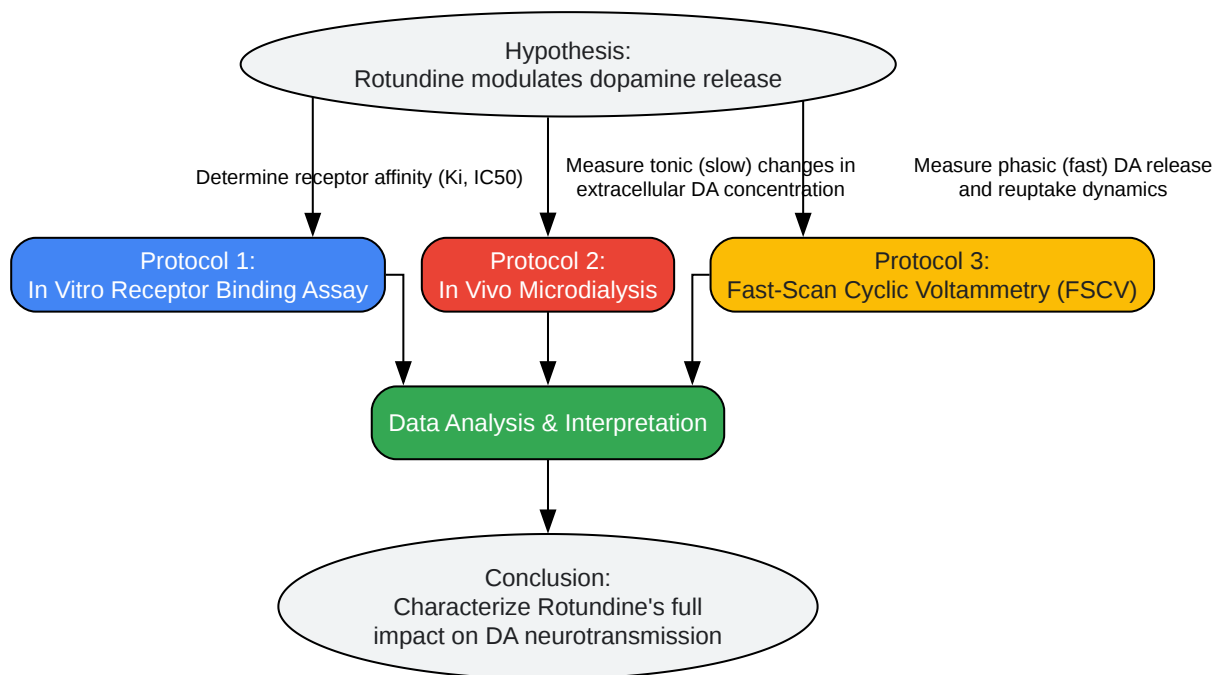 Hypothesis:
Rotundine modulates dopamine release
Determine receptor affinity (Ki, IC50)
Measure tonic (slow) changes in
extracellular DA concentration
Measure phasic (fast) DA release
and reuptake dynamics
Protocol 1:
In Vitro Receptor Binding Assay
Protocol 2:
In Vivo Microdialysis
Protocol 3:
Fast-Scan Cyclic Voltammetry (FSCV)
Data Analysis & Interpretation
Conclusion:
Characterize Rotundine's full
impact on DA neurotransmission